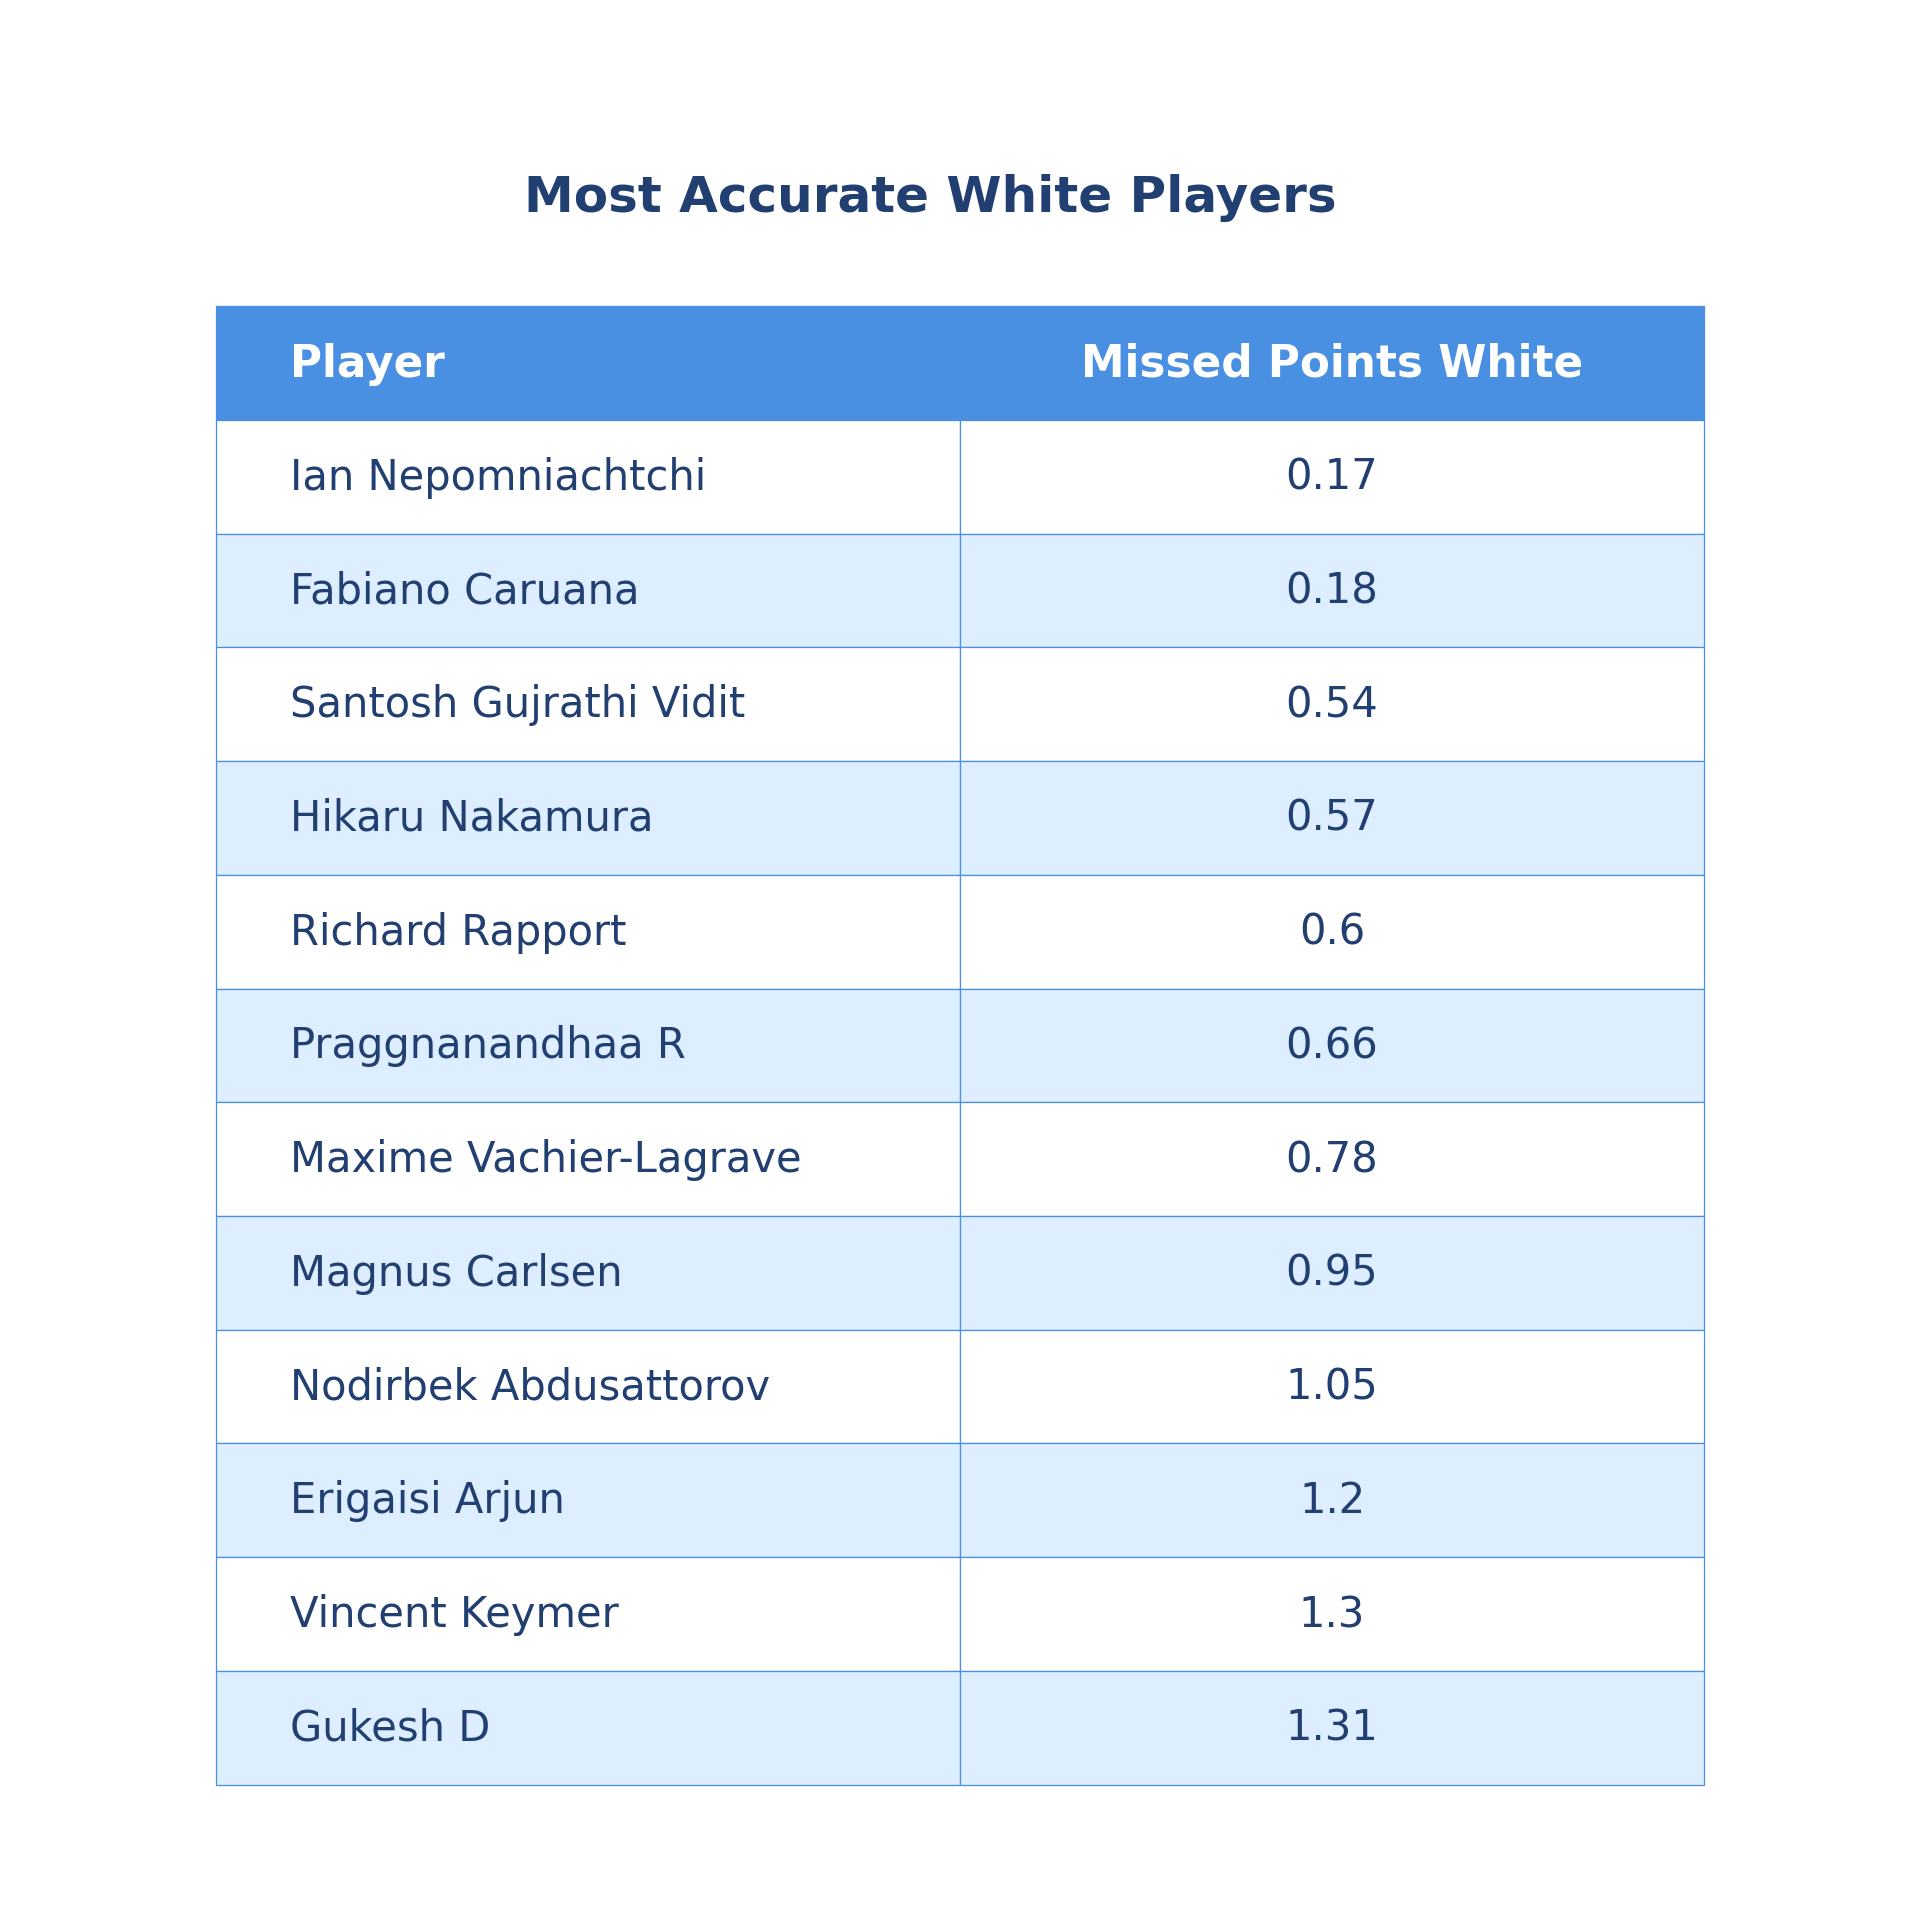 Most Accurate White Players
Player Missed Points White
Ian Nepomniachtchi 0.17
Fabiano Caruana 0.18
Santosh Gujrathi Vidit 0.54
Hikaru Nakamura 0.57
Richard Rapport 0.6
Praggnanandhaa R 0.66
Maxime Vachier-Lagrave 0.78
Magnus Carlsen 0.95
Nodirbek Abdusattorov 1.05
Erigaisi Arjun 1.2
Vincent Keymer 1.3
Gukesh D 1.31